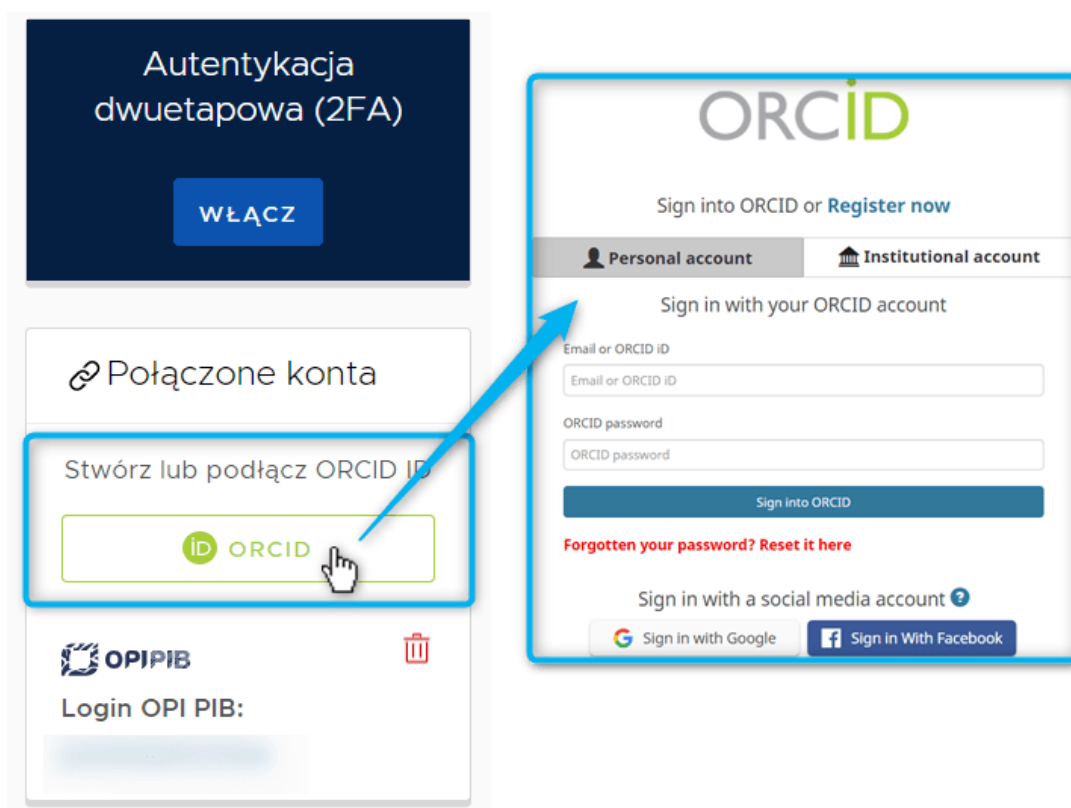 Autentykacja
dwuetapowa (2FA)
WŁĄCZ
Połączone konta
Stwórz lub podłącz ORCID ID
iD ORCID
OPIPIB
Login OPI PIB:
ORCiD
Sign into ORCID or Register now
Personal account
Institutional account
Sign in with your ORCID account
Email or ORCID iD
Email or ORCID iD
ORCID password
ORCID password
Sign into ORCID
Forgotten your password? Reset it here
Sign in with a social media account ?
G Sign in with Google
f Sign in With Facebook